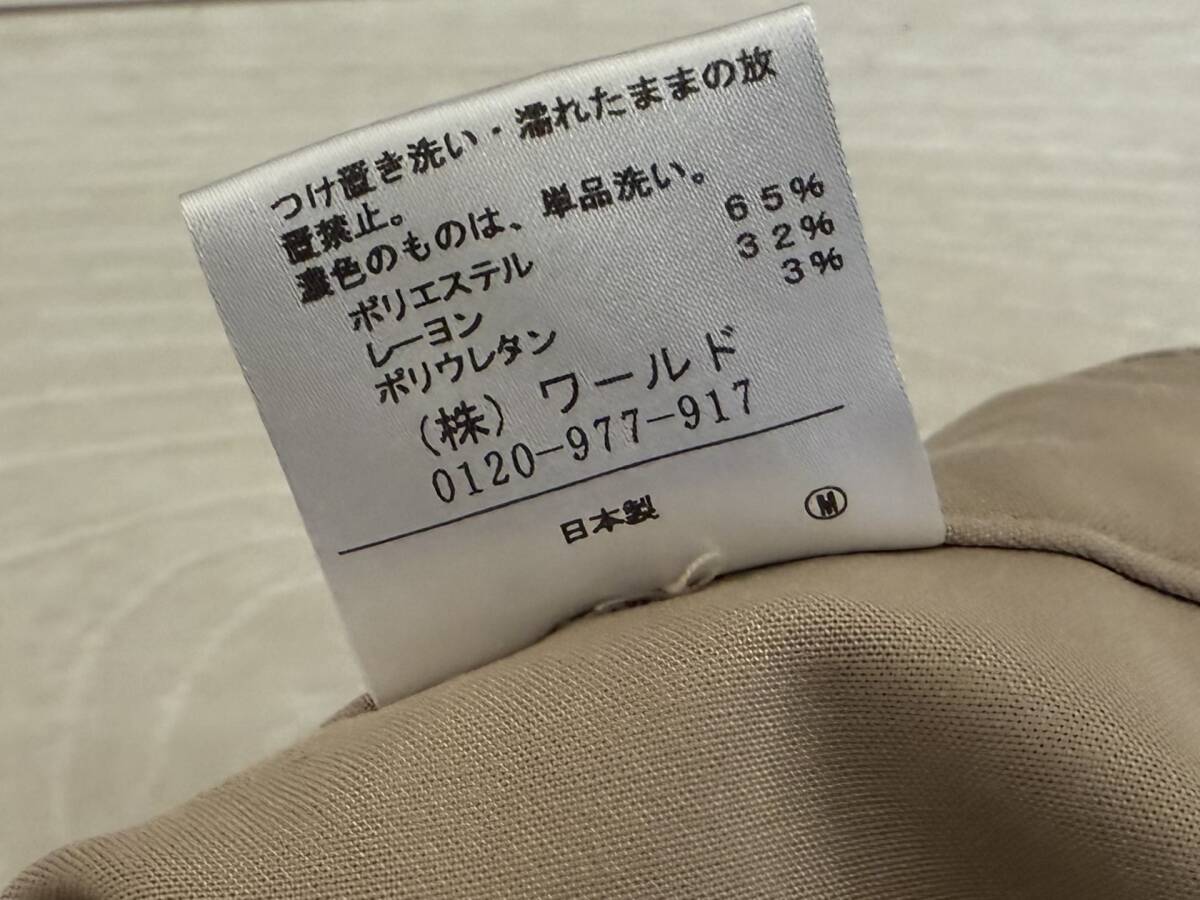 つけ置き洗い・濡れたままの放
置禁止。
濃色のものは、単品洗い。
ポリエステル 65%
レーヨン 32%
ポリウレタン 3%
(株) ワールド
0120-977-917
日本製 Ⓜ